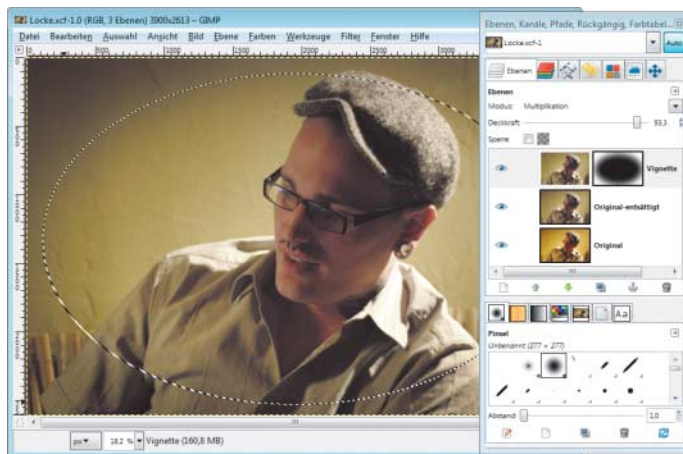 Locke.xcf-1.0 (RGB, 3 Ebenen) 3900x2613 – GIMP
Datei Bearbeiten Auswahl Ansicht Bild Ebene Farben Werkzeuge Filter Fenster Hilfe
Ebenen, Kanäle, Pfade, Rückgängig, Farbtabel...
Locke.xcf-1
Auto
Ebenen
Ebenen
Modus: Multiplikation
Deckkraft: 93,3
Sperre:
Vignette
Original-entsättigt
Original
Aa
Pinsel
Unbenannt (277 × 277)
Abstand: 1,0
px 18,2 % Vignette (160,8 MB)